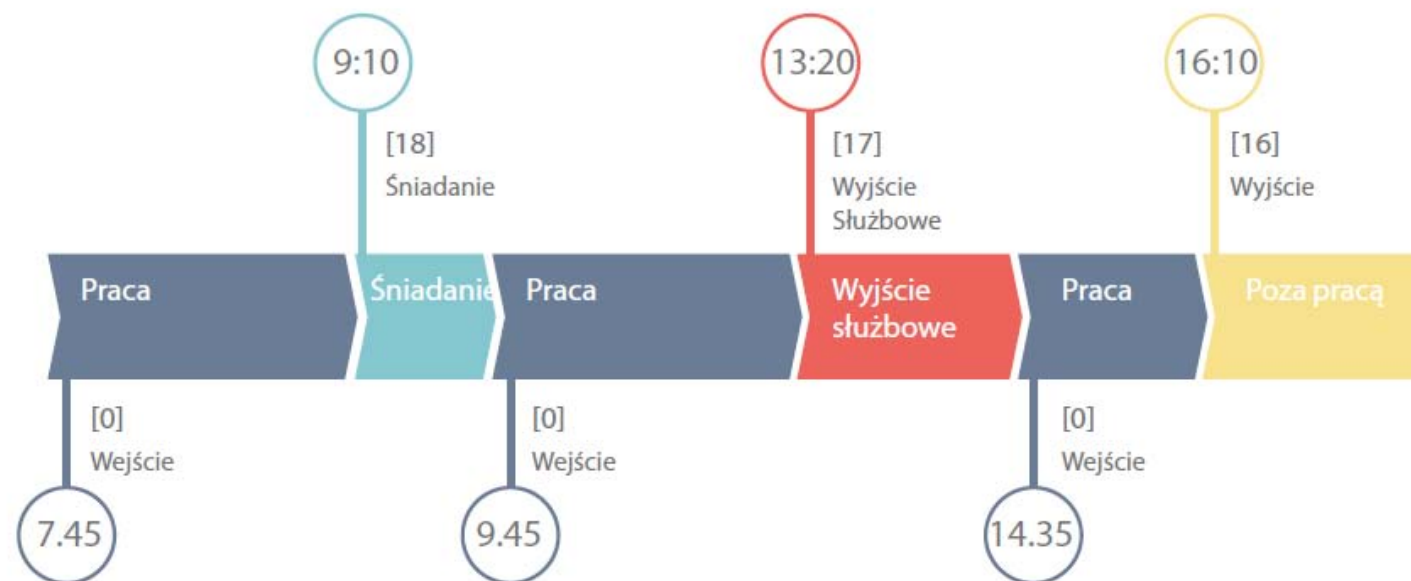 9:10
13:20
16:10
[18]
Śniadanie
[17]
Wyjście
Służbowe
[16]
Wyjście
Praca
Śniadanie
Praca
Wyjście
służbowe
Praca
Poza pracą
[0]
Wejście
[0]
Wejście
[0]
Wejście
7.45
9.45
14.35